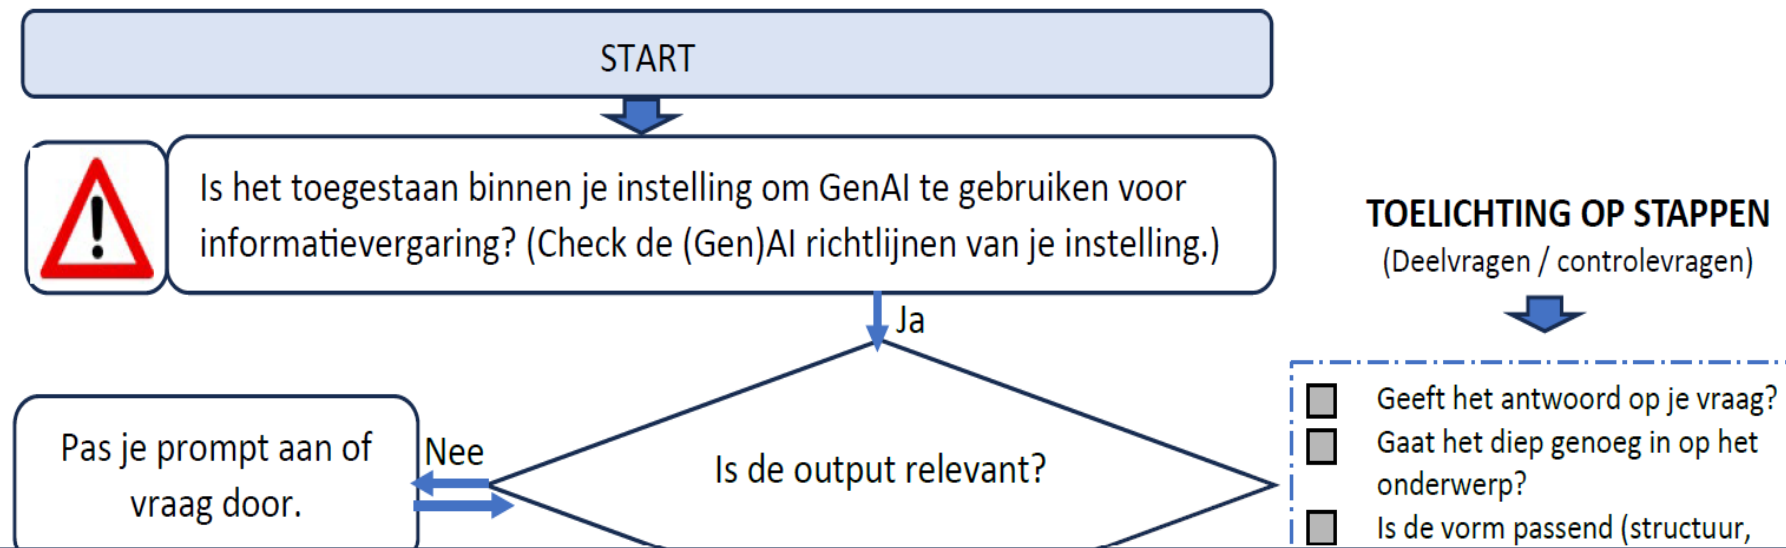 START
Is het toegestaan binnen je instelling om GenAI te gebruiken voor
informatievergaring? (Check de (Gen)AI richtlijnen van je instelling.)
Ja
TOELICHTING OP STAPPEN
(Deelvragen / controlevragen)
Pas je prompt aan of
vraag door.
Nee
Is de output relevant?
Geeft het antwoord op je vraag?
Gaat het diep genoeg in op het
onderwerp?
Is de vorm passend (structuur,